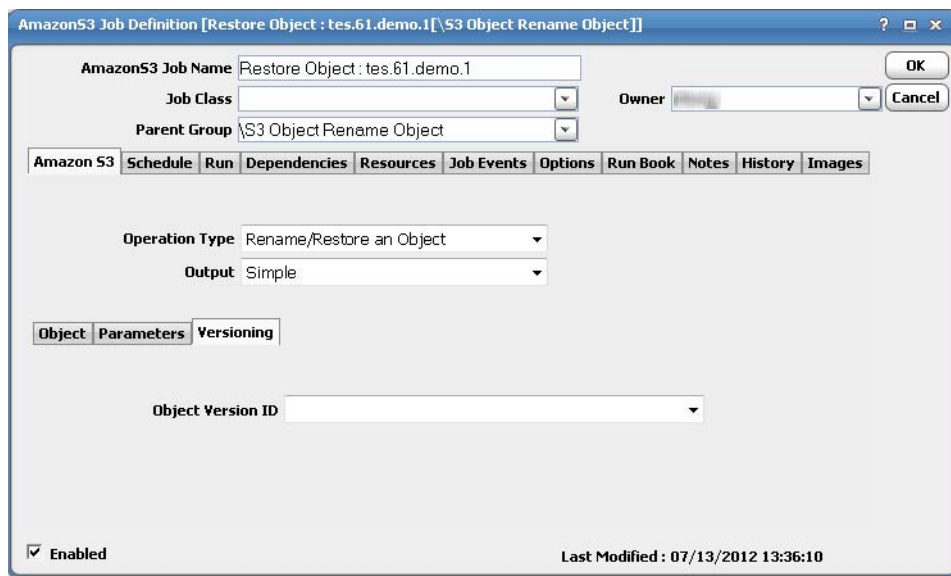 AmazonS3 Job Definition [Restore Object : tes.61.demo.1[\S3 Object Rename Object]]
?
AmazonS3 Job Name Restore Object : tes.61.demo.1
OK
Job Class
Owner
Cancel
Parent Group \S3 Object Rename Object
Amazon S3 Schedule Run Dependencies Resources Job Events Options Run Book Notes History Images
Operation Type Rename/Restore an Object
Output Simple
Object Parameters Versioning
Object Version ID
Enabled
Last Modified : 07/13/2012 13:36:10